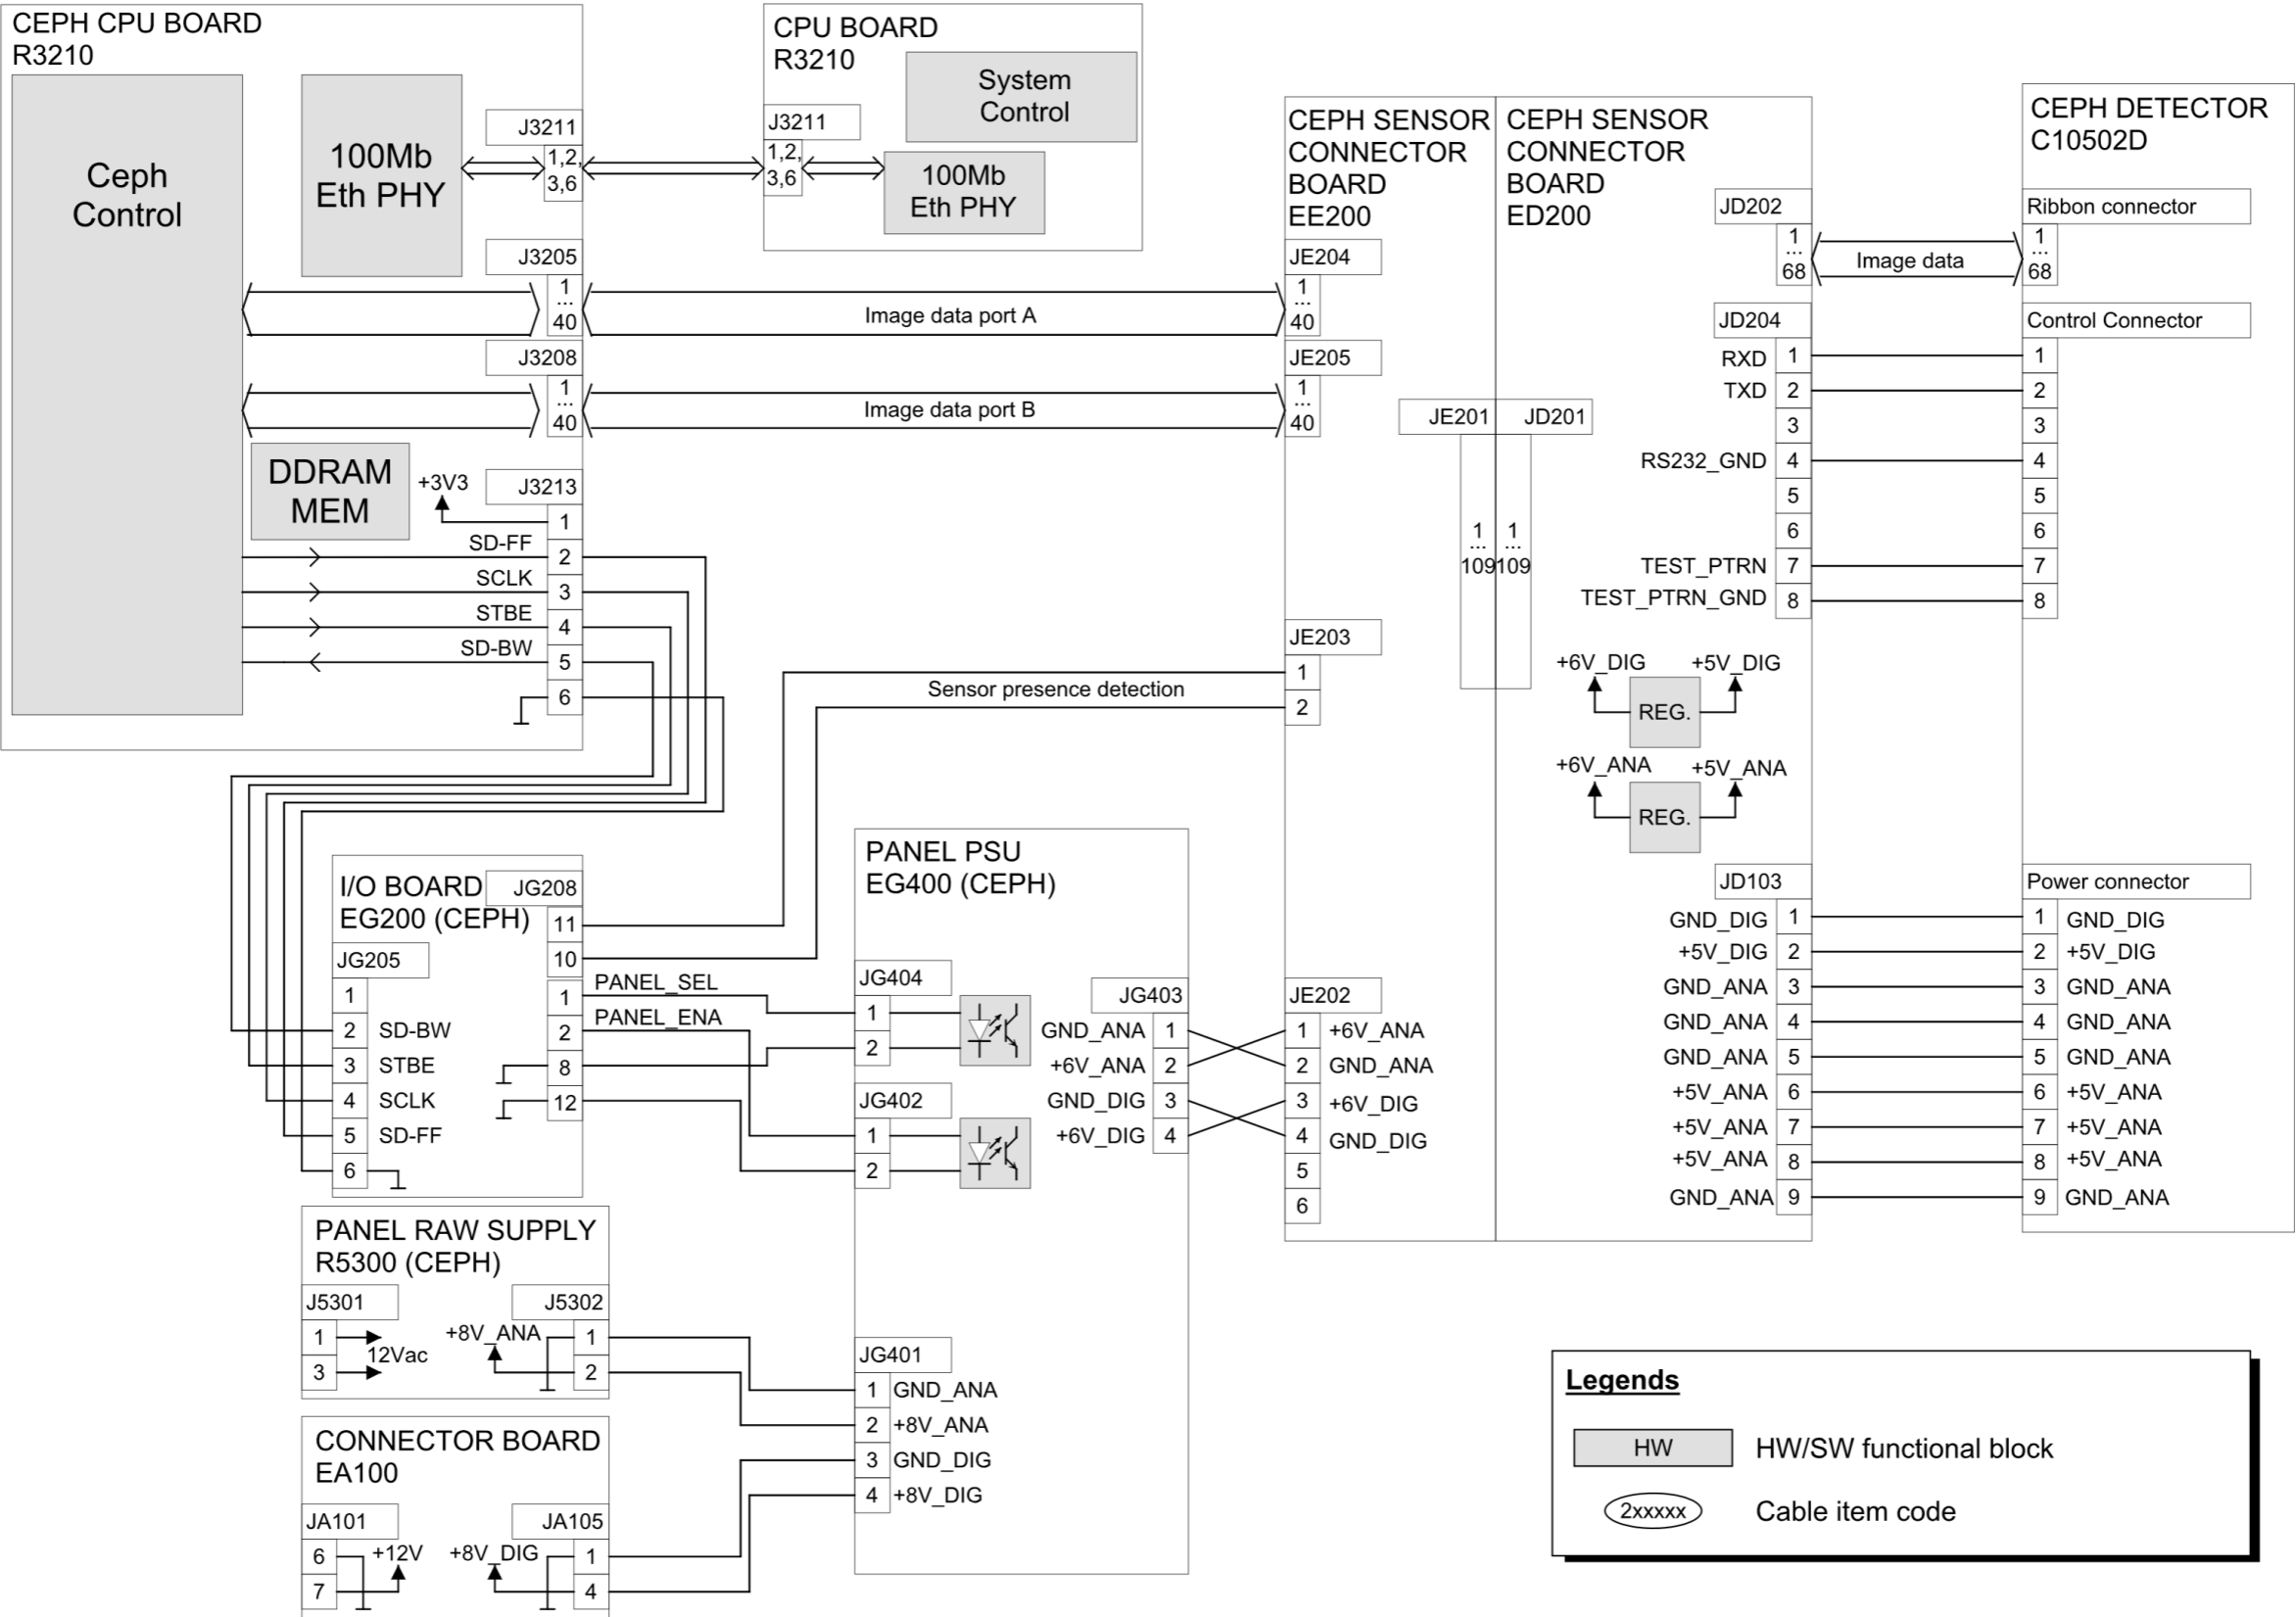 CEPH CPU BOARD
R3210
Ceph
Control
100Mb
Eth PHY
J3211
1,2,
3,6
J3205
1
...
40
J3208
1
...
40
DDRAM
MEM
+3V3
J3213
1
SD-FF
2
SCLK
3
STBE
4
SD-BW
5
6
CPU BOARD
R3210
System
Control
J3211
1,2,
3,6
100Mb
Eth PHY
Image data port A
Image data port B
Sensor presence detection
CEPH SENSOR
CONNECTOR
BOARD
EE200
JE204
1
...
40
JE205
1
...
40
JE201
1
...
109
JE203
1
2
JE202
1 +6V_ANA
2 GND_ANA
3 +6V_DIG
4 GND_DIG
5
6
CEPH SENSOR
CONNECTOR
BOARD
ED200
JD201
1
...
109
JD202
1
...
68
JD204
RXD 1
TXD 2
3
RS232_GND 4
5
6
TEST_PTRN 7
TEST_PTRN_GND 8
+6V_DIG +5V_DIG
REG.
+6V_ANA +5V_ANA
REG.
JD103
GND_DIG 1
+5V_DIG 2
GND_ANA 3
GND_ANA 4
GND_ANA 5
+5V_ANA 6
+5V_ANA 7
+5V_ANA 8
GND_ANA 9
Image data
CEPH DETECTOR
C10502D
Ribbon connector
1
...
68
Control Connector
1
2
3
4
5
6
7
8
Power connector
1 GND_DIG
2 +5V_DIG
3 GND_ANA
4 GND_ANA
5 GND_ANA
6 +5V_ANA
7 +5V_ANA
8 +5V_ANA
9 GND_ANA
I/O BOARD
EG200 (CEPH)
JG208
11
10
1
2
8
12
PANEL_SEL
PANEL_ENA
JG205
1
2 SD-BW
3 STBE
4 SCLK
5 SD-FF
6
PANEL PSU
EG400 (CEPH)
JG404
1
2
JG402
1
2
JG403
GND_ANA 1
+6V_ANA 2
GND_DIG 3
+6V_DIG 4
JG401
1 GND_ANA
2 +8V_ANA
3 GND_DIG
4 +8V_DIG
PANEL RAW SUPPLY
R5300 (CEPH)
J5301
1
12Vac
3
J5302
+8V_ANA 1
2
CONNECTOR BOARD
EA100
JA101
6 +12V
7
JA105
+8V_DIG 1
4
Legends
HW HW/SW functional block
2xxxxx Cable item code